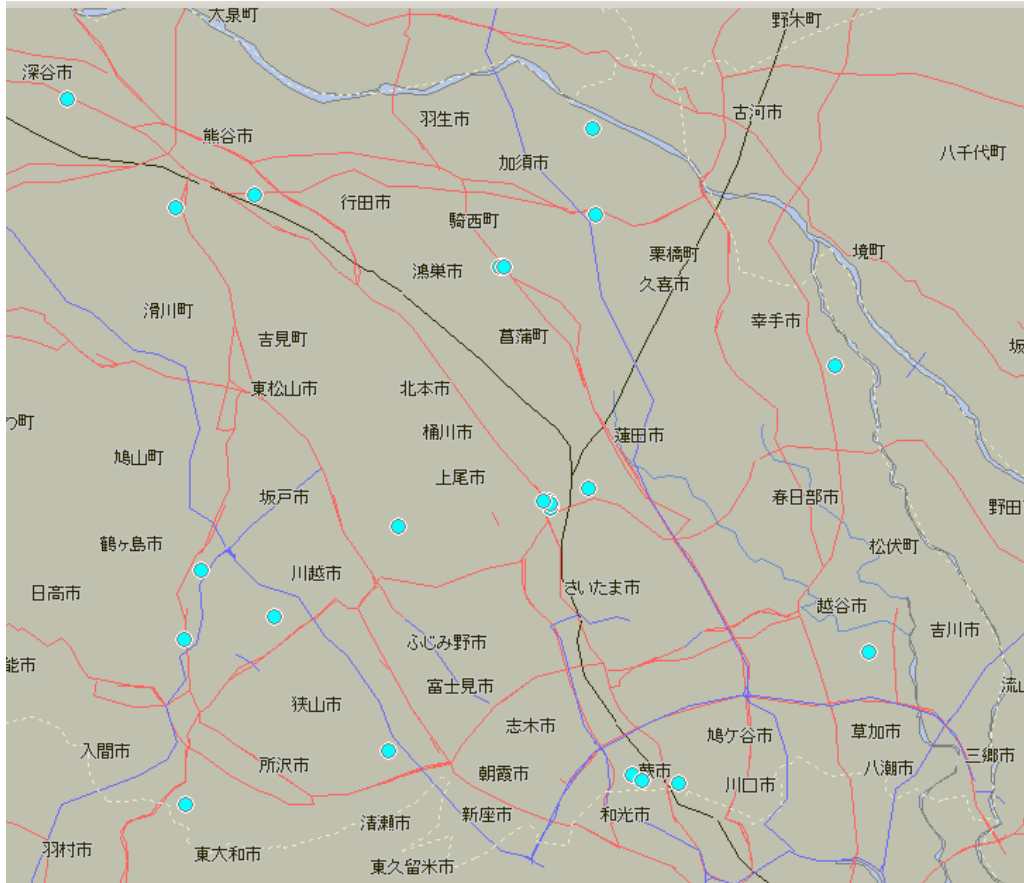 大泉町
野木町
深谷市
古河市
羽生市
熊谷市
八千代町
加須市
行田市
騎西町
境町
栗橋町
鴻巣市
久喜市
滑川町
幸手市
吉見町
菖蒲町
坂
東松山市
北本市
町
桶川市
蓮田市
鳩山町
上尾市
坂戸市
春日部市
野田
鶴ヶ島市
松伏町
川越市
さいたま市
日高市
越谷市
吉川市
ふじみ野市
能市
富士見市
流山
狭山市
志木市
草加市
鳩ケ谷市
入間市
三郷市
所沢市
八潮市
朝霞市
蕨市
川口市
新座市
和光市
清瀬市
羽村市
東大和市
東久留米市